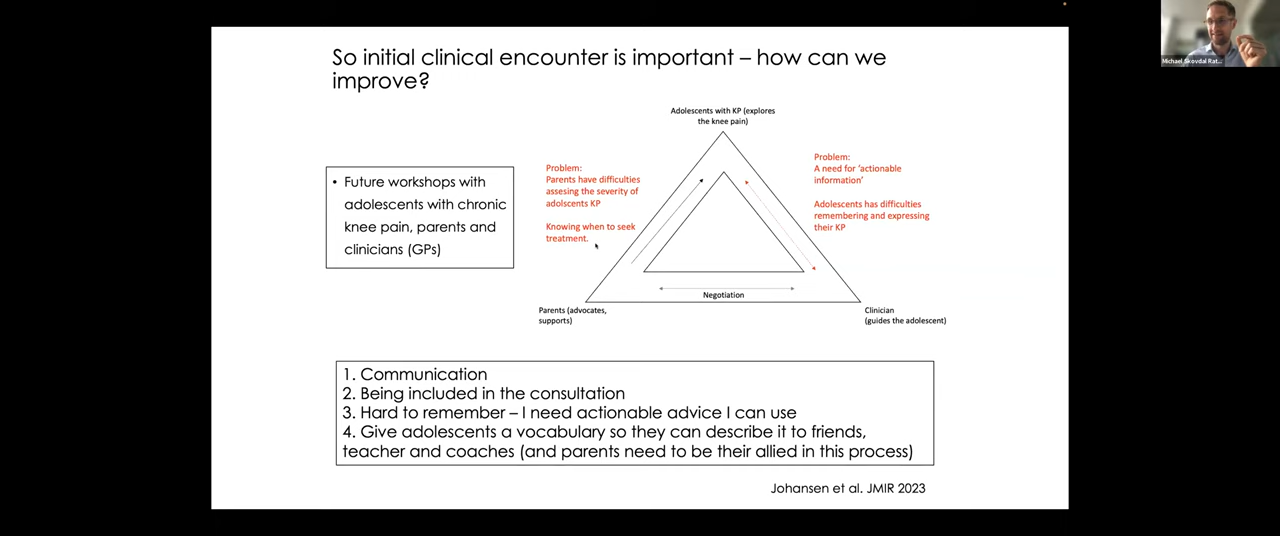 So initial clinical encounter is important – how can we
improve?
Michael Skovdal Rat...
Adolescents with KP (explores
the knee pain)
• Future workshops with
adolescents with chronic
knee pain, parents and
clinicians (GPs)
Problem:
Parents have difficulties
assesing the severity of
adolscents KP
Knowing when to seek
treatment.
Problem:
A need for 'actionable
information'
Adolescents has difficulties
remembering and expressing
their KP
Negotiation
Parents (advocates,
supports)
Clinician
(guides the adolescent)
1. Communication
2. Being included in the consultation
3. Hard to remember – I need actionable advice I can use
4. Give adolescents a vocabulary so they can describe it to friends,
teacher and coaches (and parents need to be their allied in this process)
Johansen et al. JMIR 2023